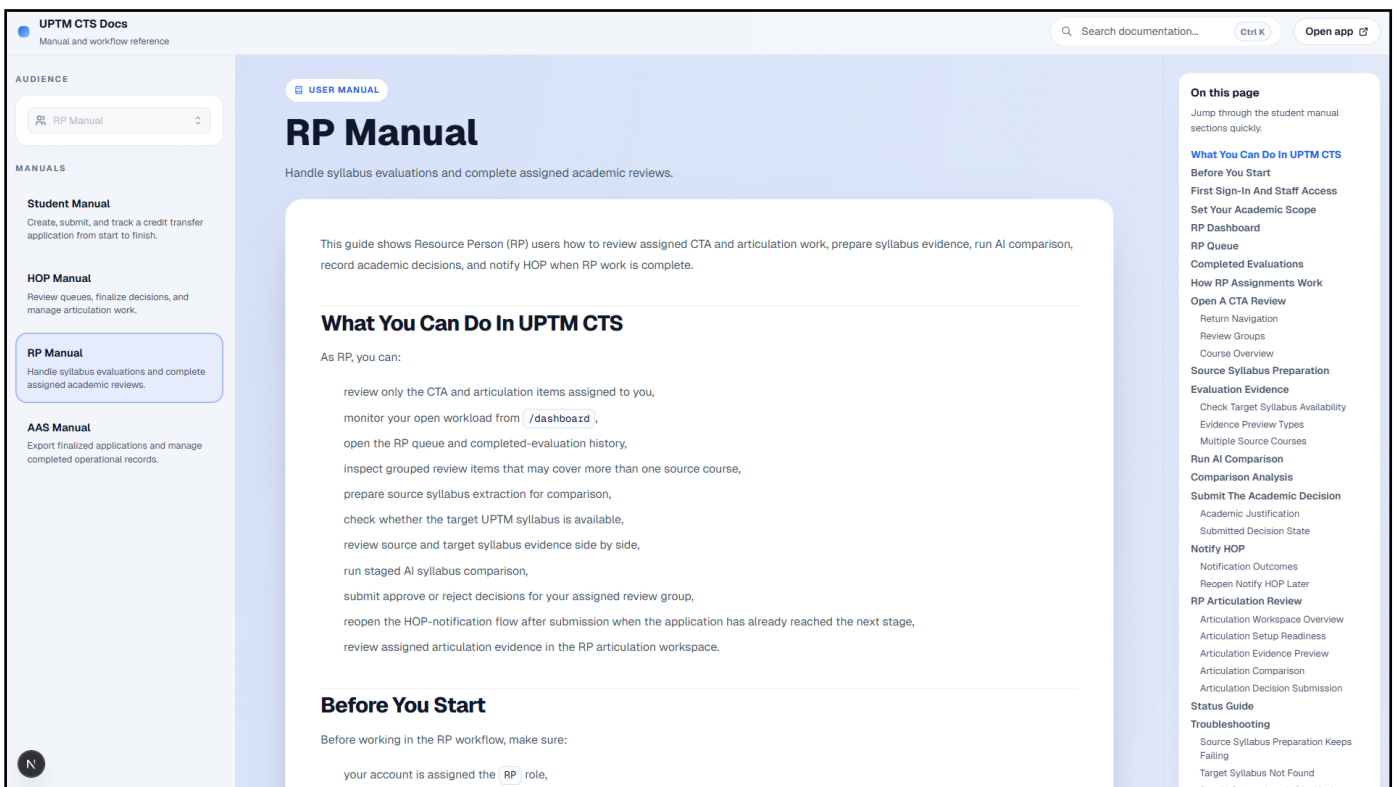 UPTM CTS Docs
Manual and workflow reference
Search documentation...
Ctrl K
Open app
AUDIENCE
RP Manual
MANUALS
Student Manual
Create, submit, and track a credit transfer
application from start to finish.
HOP Manual
Review queues, finalize decisions, and
manage articulation work.
RP Manual
Handle syllabus evaluations and complete
assigned academic reviews.
AAS Manual
Export finalized applications and manage
completed operational records.
N
USER MANUAL
RP Manual
Handle syllabus evaluations and complete assigned academic reviews.
This guide shows Resource Person (RP) users how to review assigned CTA and articulation work, prepare syllabus evidence, run AI comparison,
record academic decisions, and notify HOP when RP work is complete.
What You Can Do In UPTM CTS
As RP, you can:
review only the CTA and articulation items assigned to you,
monitor your open workload from /dashboard,
open the RP queue and completed-evaluation history,
inspect grouped review items that may cover more than one source course,
prepare source syllabus extraction for comparison,
check whether the target UPTM syllabus is available,
review source and target syllabus evidence side by side,
run staged AI syllabus comparison,
submit approve or reject decisions for your assigned review group,
reopen the HOP-notification flow after submission when the application has already reached the next stage,
review assigned articulation evidence in the RP articulation workspace.
Before You Start
Before working in the RP workflow, make sure:
your account is assigned the RP role,
On this page
Jump through the student manual
sections quickly.
What You Can Do In UPTM CTS
Before You Start
First Sign-In And Staff Access
Set Your Academic Scope
RP Dashboard
RP Queue
Completed Evaluations
How RP Assignments Work
Open A CTA Review
Return Navigation
Review Groups
Course Overview
Source Syllabus Preparation
Evaluation Evidence
Check Target Syllabus Availability
Evidence Preview Types
Multiple Source Courses
Run AI Comparison
Comparison Analysis
Submit The Academic Decision
Academic Justification
Submitted Decision State
Notify HOP
Notification Outcomes
Reopen Notify HOP Later
RP Articulation Review
Articulation Workspace Overview
Articulation Setup Readiness
Articulation Evidence Preview
Articulation Comparison
Articulation Decision Submission
Status Guide
Troubleshooting
Source Syllabus Preparation Keeps
Failing
Target Syllabus Not Found